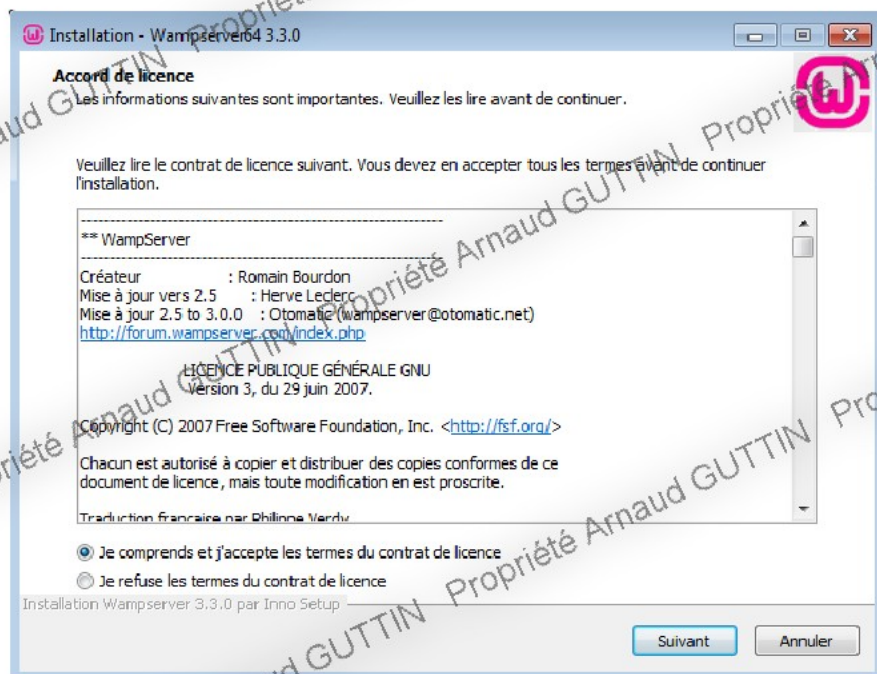 Installation - Wampserver64 3.3.0
Accord de licence
Les informations suivantes sont importantes. Veuillez les lire avant de continuer.
Veuillez lire le contrat de licence suivant. Vous devez en accepter tous les termes avant de continuer
l'installation.
** WampServer
Créateur : Romain Bourdon
Mise à jour vers 2.5 : Herve Leclerc
Mise à jour 2.5 to 3.0.0 : Otomatic (wampserver@otomatic.net)
http://forum.wampserver.com/index.php
LICENCE PUBLIQUE GÉNÉRALE GNU
Version 3, du 29 juin 2007.
Copyright (C) 2007 Free Software Foundation, Inc. <http://fsf.org/>
Chacun est autorisé à copier et distribuer des copies conformes de ce
document de licence, mais toute modification en est proscrite.
Traduction française par Philippe Verdy
Je comprends et j'accepte les termes du contrat de licence
Je refuse les termes du contrat de licence
Installation Wampserver 3.3.0 par Inno Setup
Suivant
Annuler
Propriété Arnaud GUTTIN